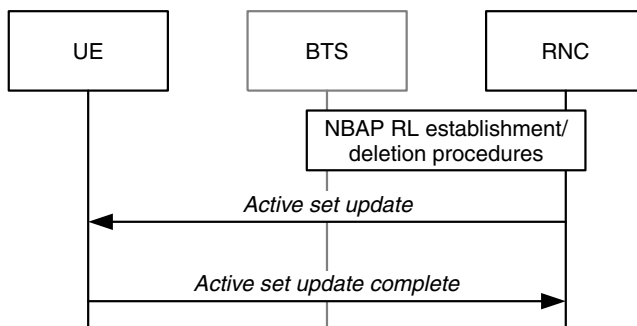 UE
BTS
RNC
NBAP RL establishment/
deletion procedures
Active set update
Active set update complete